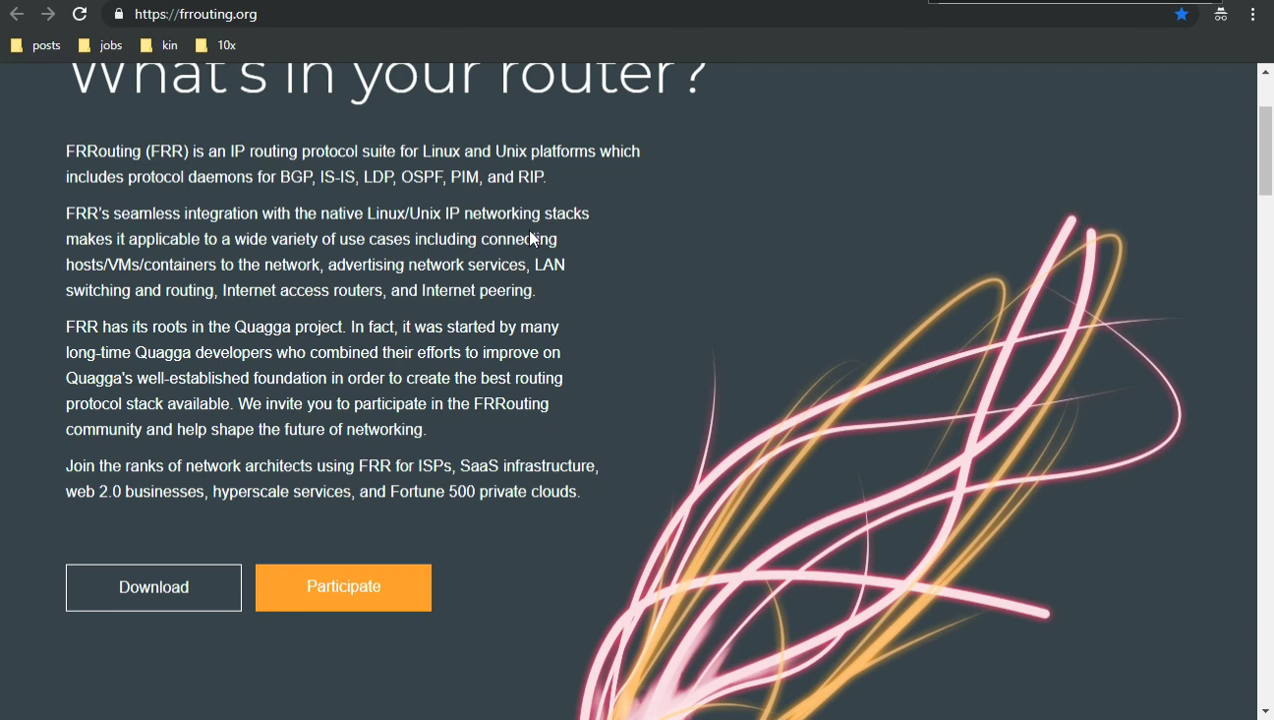 https://frrouting.org
posts jobs kin 10x
What's in your router?
FRRouting (FRR) is an IP routing protocol suite for Linux and Unix platforms which
includes protocol daemons for BGP, IS-IS, LDP, OSPF, PIM, and RIP.
FRR's seamless integration with the native Linux/Unix IP networking stacks
makes it applicable to a wide variety of use cases including connecting
hosts/VMs/containers to the network, advertising network services, LAN
switching and routing, Internet access routers, and Internet peering.
FRR has its roots in the Quagga project. In fact, it was started by many
long-time Quagga developers who combined their efforts to improve on
Quagga's well-established foundation in order to create the best routing
protocol stack available. We invite you to participate in the FRRouting
community and help shape the future of networking.
Join the ranks of network architects using FRR for ISPs, SaaS infrastructure,
web 2.0 businesses, hyperscale services, and Fortune 500 private clouds.
Download Participate